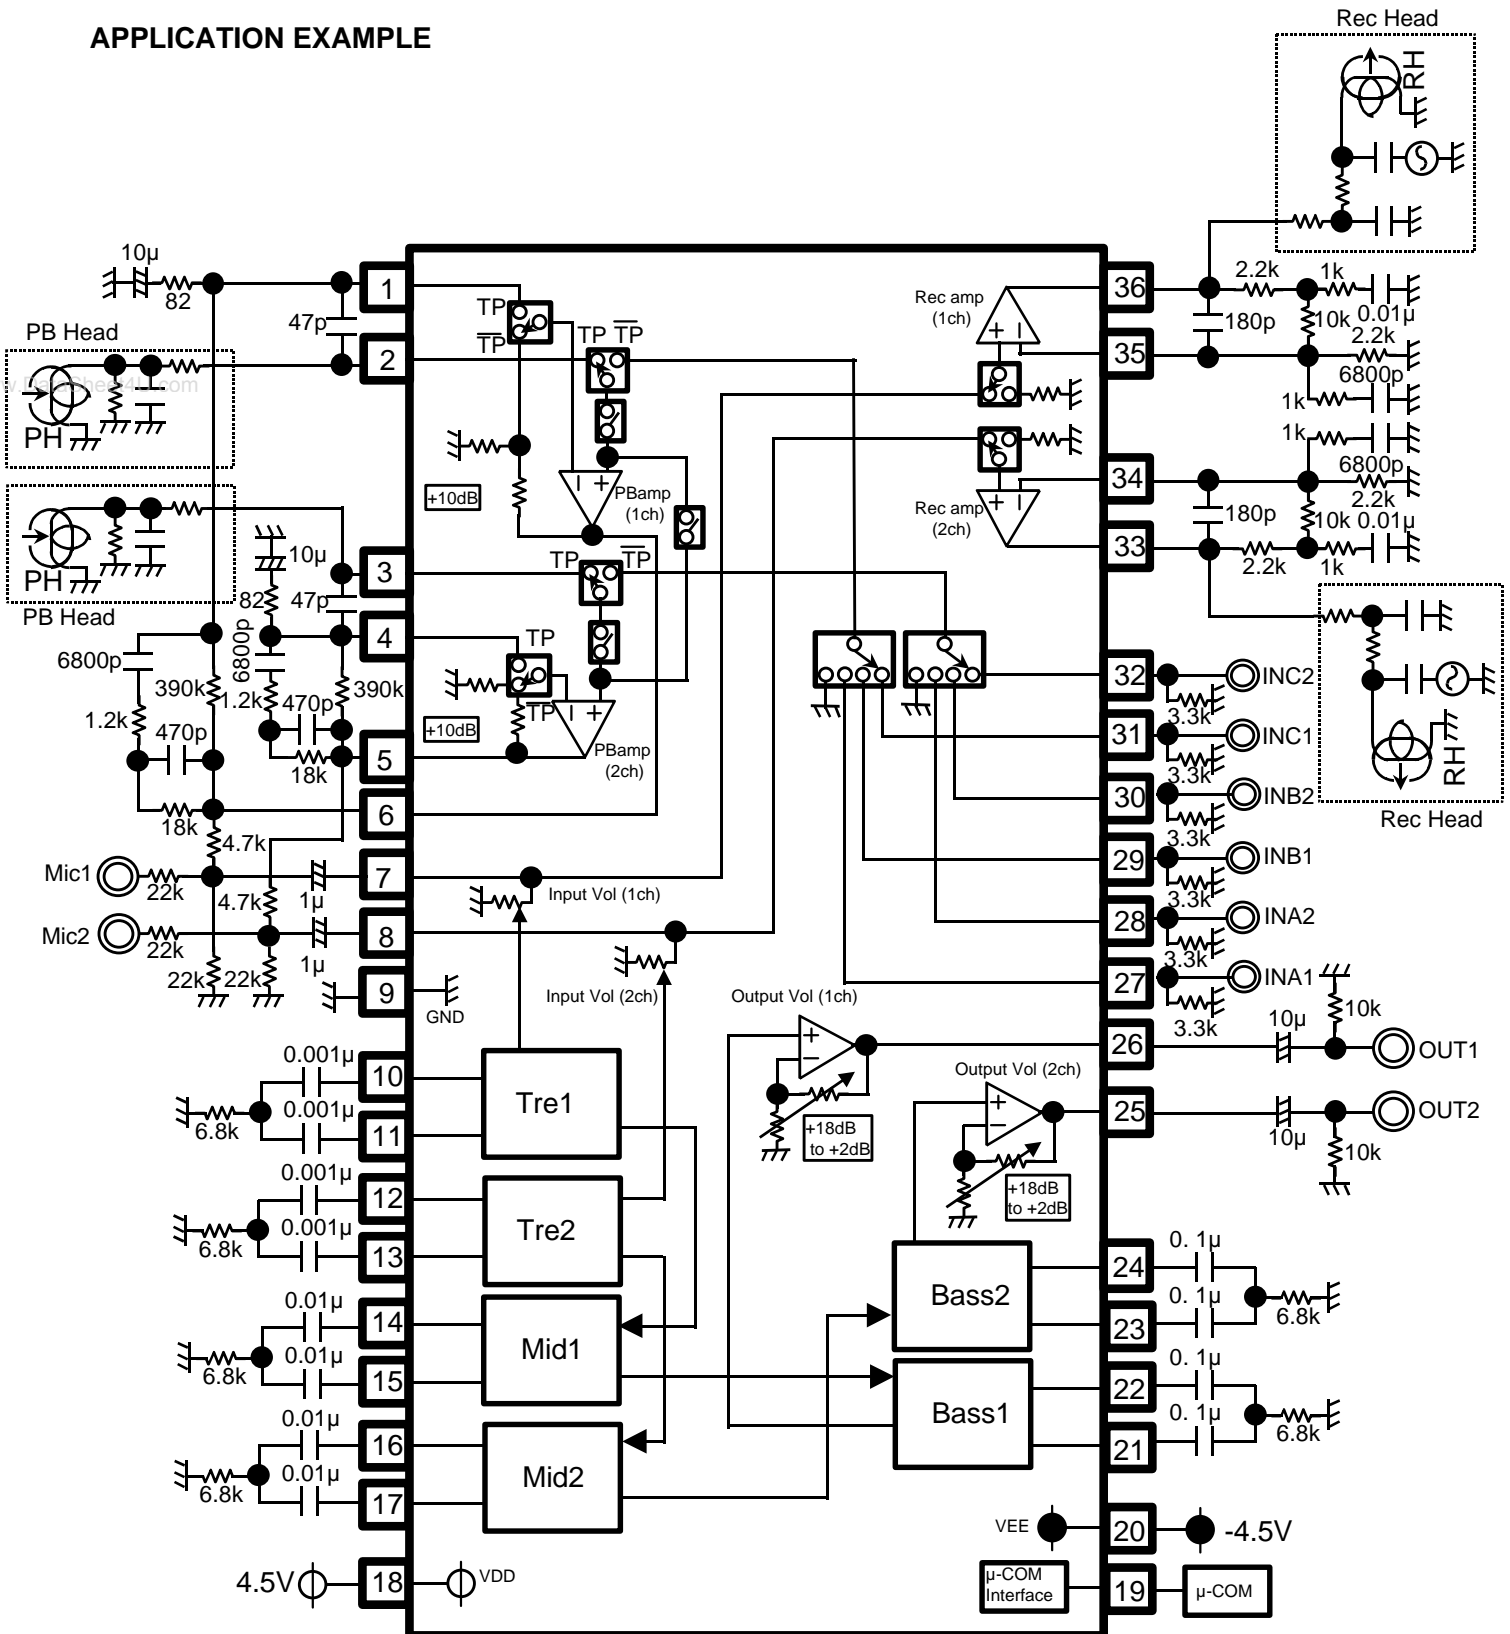 APPLICATION EXAMPLE
Rec Head
RH
10µ
82
47p
PB Head
PH
1
2
TP
TP
TP TP
+10dB
PBamp
(1ch)
Rec amp
(1ch)
36
35
2.2k
1k
0.01µ
180p
10k
2.2k
6800p
1k
1k
6800p
2.2k
Rec amp
(2ch)
34
33
180p
10k
0.01µ
2.2k
1k
PH
PB Head
10µ
82
47p
3
4
TP TP
TP
TP
+10dB
PBamp
(2ch)
6800p
390k
1.2k
470p
18k
6800p
1.2k
470p
390k
18k
5
6
4.7k
Mic1
22k
4.7k
1µ
7
Input Vol (1ch)
Mic2
22k
1µ
8
22k
22k
9
GND
Input Vol (2ch)
32
INC2
3.3k
31
INC1
3.3k
30
INB2
3.3k
29
INB1
3.3k
28
INA2
3.3k
27
INA1
3.3k
RH
Rec Head
Output Vol (1ch)
+
−
+18dB
to +2dB
26
10µ
10k
OUT1
Output Vol (2ch)
+
−
+18dB
to +2dB
25
10µ
10k
OUT2
0.001µ
10
0.001µ
6.8k
11
Tre1
0.001µ
12
0.001µ
6.8k
13
Tre2
0.01µ
14
0.01µ
6.8k
15
Mid1
0.01µ
16
0.01µ
6.8k
17
Mid2
Bass2
24
0. 1µ
23
0. 1µ
6.8k
Bass1
22
0. 1µ
21
0. 1µ
6.8k
VEE
20
-4.5V
4.5V
18
VDD
µ-COM
Interface
19
µ-COM